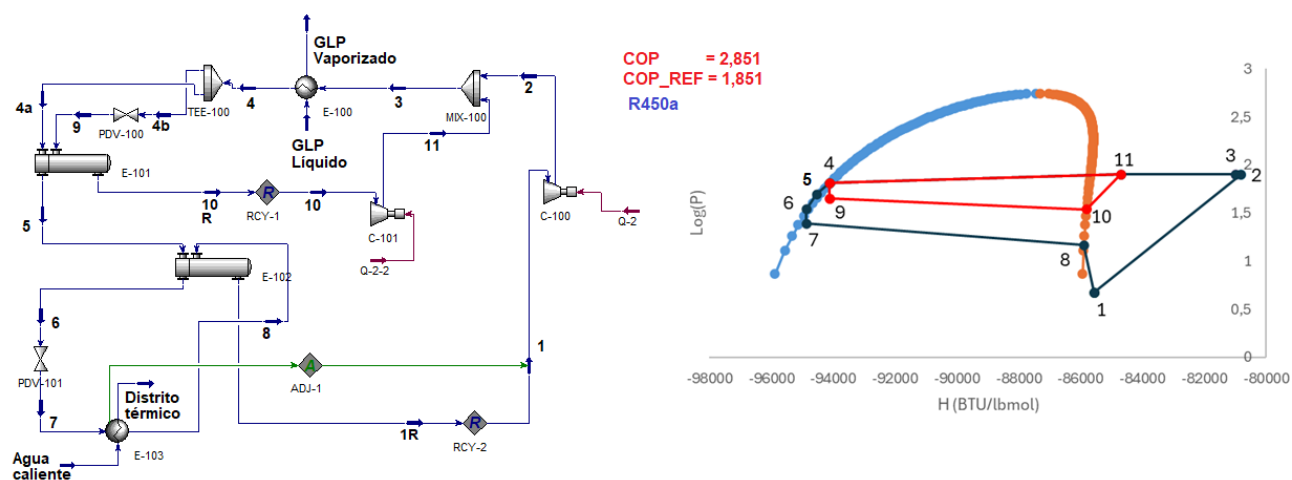 GLP
Vaporizado
2
4a
TEE-100
4
3
9
4b
E-100
MIX-100
PDV-100
GLP
Líquido
11
E-101
10
R
R
10
RCY-1
C-100
C-101
Q-2
5
Q-2-2
E-102
6
8
1
PDV-101
A
ADJ-1
Distrito
térmico
7
1R
R
RCY-2
Agua
caliente
E-103
COP = 2,851
COP_REF = 1,851
R450a
3
2,5
2
1,5
1
0,5
0
Log(P)
4
11
3
5
2
6
9
10
7
8
1
-98000 -96000 -94000 -92000 -90000 -88000 -86000 -84000 -82000 -80000
H (BTU/lbmol)